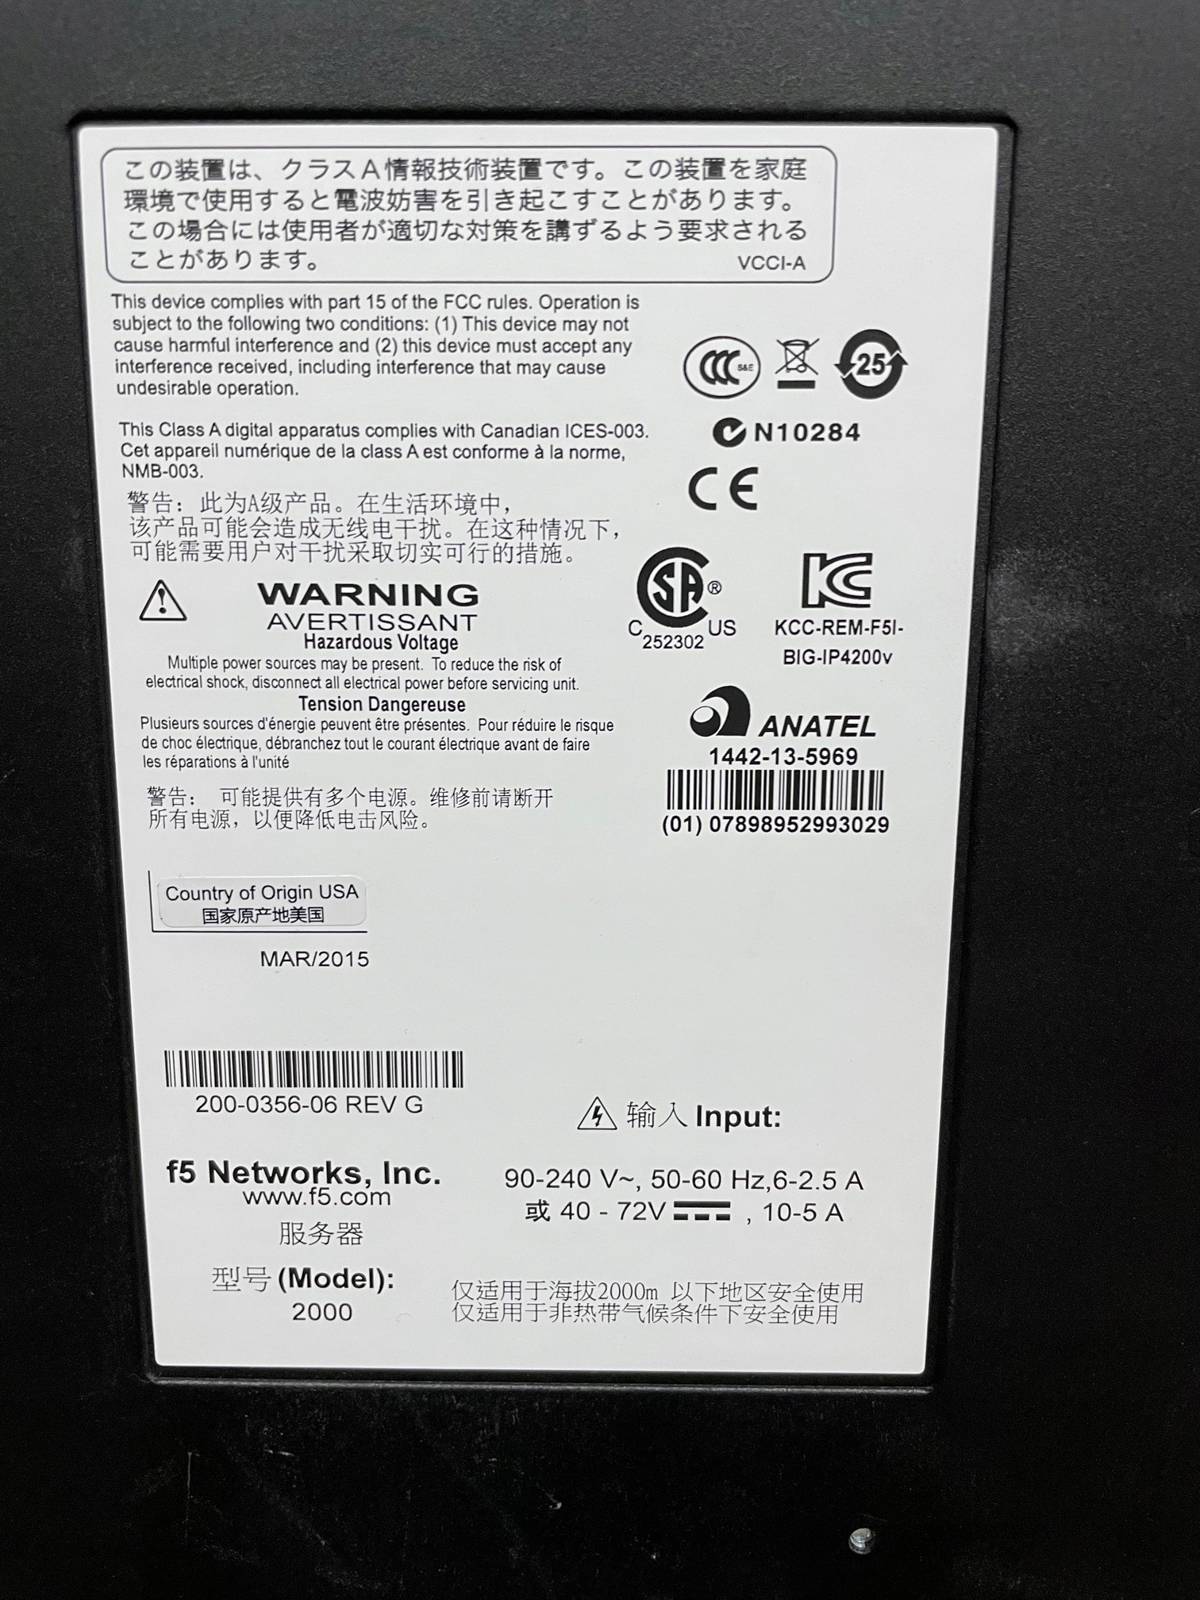 この装置は、クラスA情報技術装置です。この装置を家庭
環境で使用すると電波妨害を引き起こすことがあります。
この場合には使用者が適切な対策を講ずるよう要求される
ことがあります。
VCCI-A
This device complies with part 15 of the FCC rules. Operation is
subject to the following two conditions: (1) This device may not
cause harmful interference and (2) this device must accept any
interference received, including interference that may cause
undesirable operation.
CCC S&E
25
This Class A digital apparatus complies with Canadian ICES-003.
Cet appareil numérique de la class A est conforme à la norme,
NMB-003.
N10284
CE
警告：此为A级产品。在生活环境中，
该产品可能会造成无线电干扰。在这种情况下，
可能需要用户对干扰采取切实可行的措施。
WARNING
AVERTISSANT
Hazardous Voltage
Multiple power sources may be present. To reduce the risk of
electrical shock, disconnect all electrical power before servicing unit.
Tension Dangereuse
Plusieurs sources d'énergie peuvent être présentes. Pour réduire le risque
de choc électrique, débranchez tout le courant électrique avant de faire
les réparations à l'unité
SA ®
C US
252302
KC
KCC-REM-F5I-
BIG-IP4200v
ANATEL
1442-13-5969
(01) 07898952993029
警告： 可能提供有多个电源。维修前请断开
所有电源，以便降低电击风险。
Country of Origin USA
国家原产地美国
MAR/2015
200-0356-06 REV G
f5 Networks, Inc.
www.f5.com
服务器
型号 (Model):
2000
输入 Input:
90-240 V~, 50-60 Hz,6-2.5 A
或 40 - 72V ⎓ , 10-5 A
仅适用于海拔2000m 以下地区安全使用
仅适用于非热带气候条件下安全使用